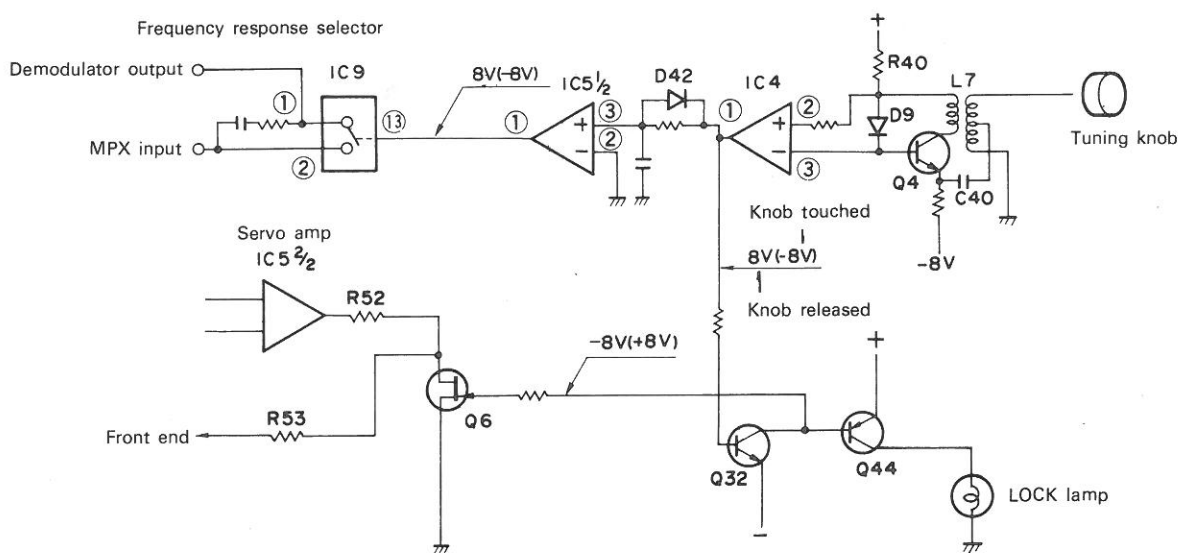 Frequency response selector
Demodulator output
MPX input
IC9
①
②
⑬
8V(-8V)
①
IC5½
③
②
D42
①
IC4
②
③
+
R40
D9
L7
Q4
C40
-8V
Tuning knob
Knob touched
8V(-8V)
Knob released
Servo amp
IC5 2/2
R52
-8V(+8V)
Q6
R53
Front end
Q32
Q44
+
-
LOCK lamp
+
-
+
-